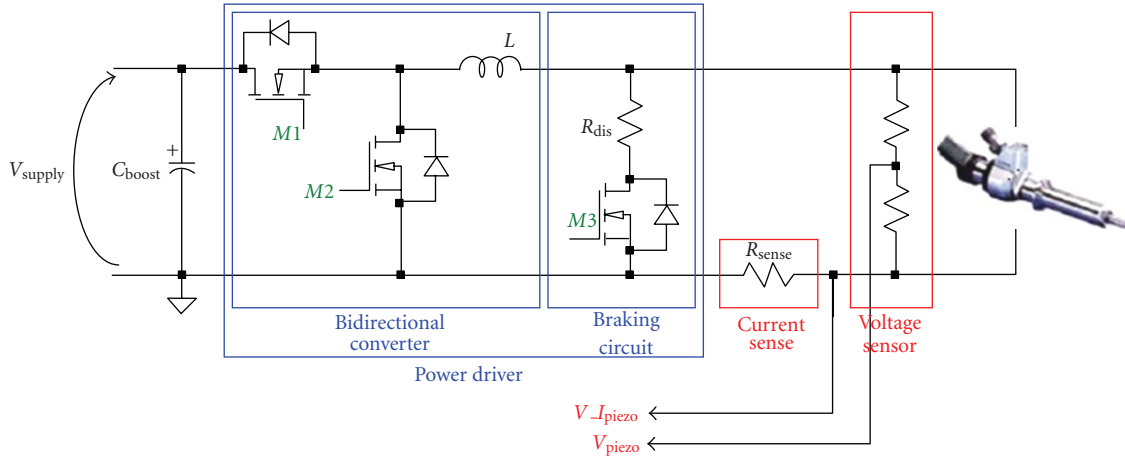 L
M1
R_dis
V_supply
+
C_boost
M2
M3
R_sense
Bidirectional
converter
Braking
circuit
Current
sense
Voltage
sensor
Power driver
V_I_piezo
V_piezo